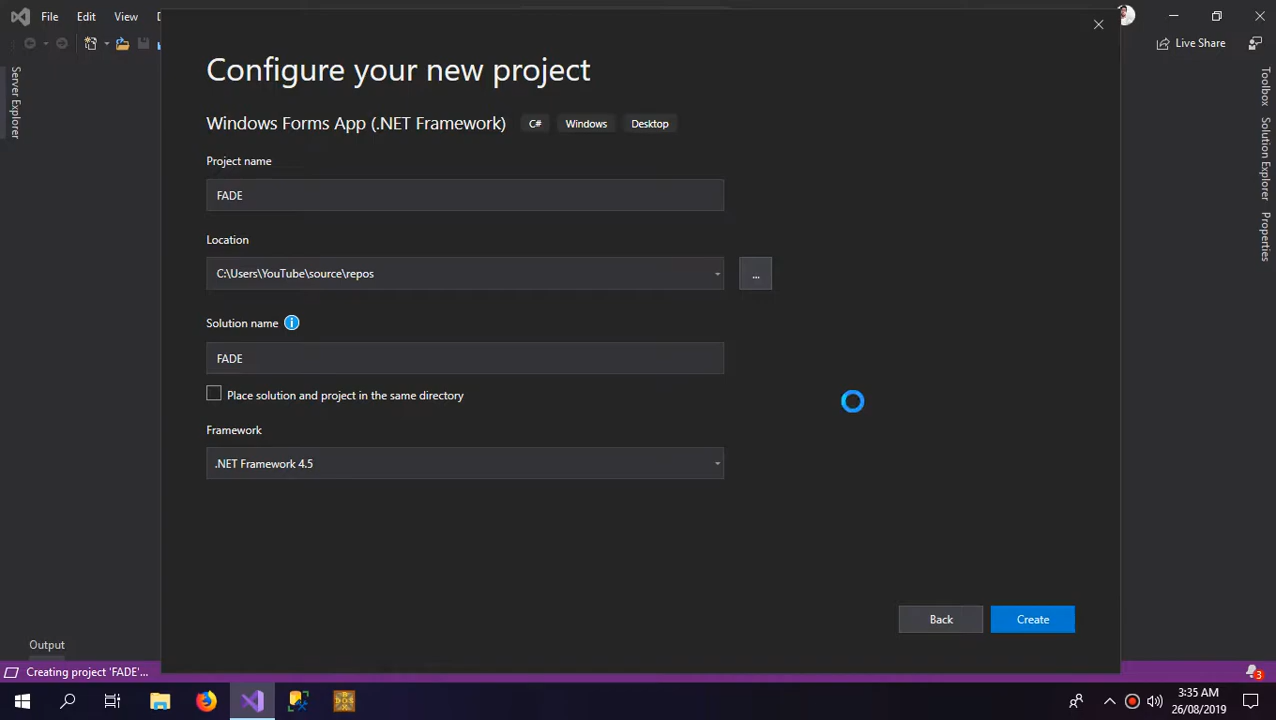 File Edit View
Live Share
Configure your new project
Windows Forms App (.NET Framework) C# Windows Desktop
Project name
FADE
Location
C:\Users\YouTube\source\repos
...
Solution name
FADE
Place solution and project in the same directory
Framework
.NET Framework 4.5
Back Create
Server Explorer
Toolbox
Solution Explorer
Properties
Output
Creating project 'FADE'...
3
DOS
3:35 AM
26/08/2019